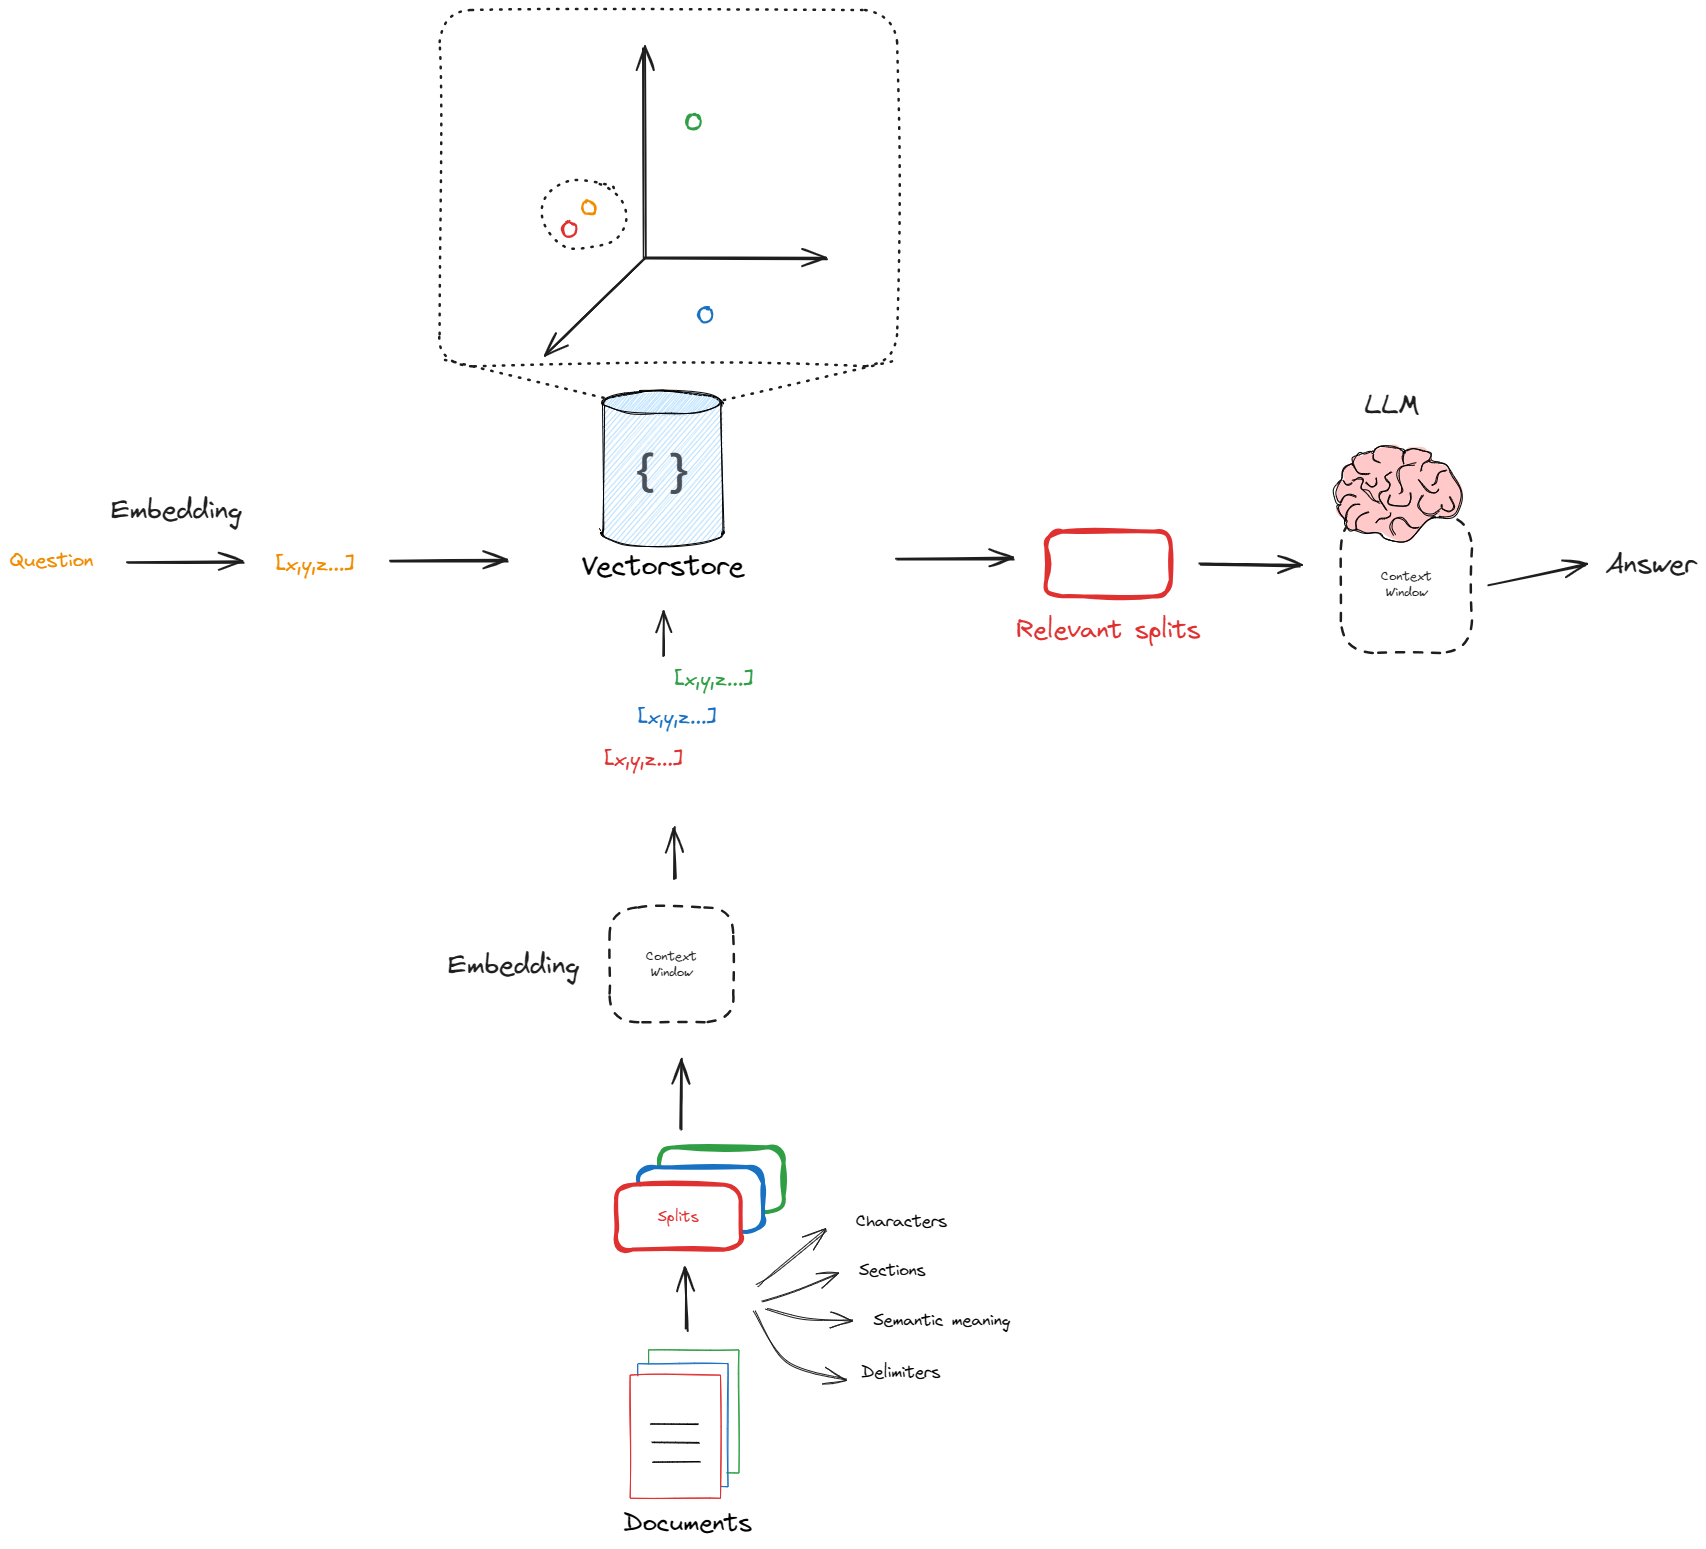 { }
LLM
Embedding
Question
[x,y,z...]
Vectorstore
Context
Window
Answer
Relevant splits
[x,y,z...]
[x,y,z...]
[x,y,z...]
Embedding
Context
Window
Splits
Characters
Sections
Semantic meaning
Delimiters
Documents